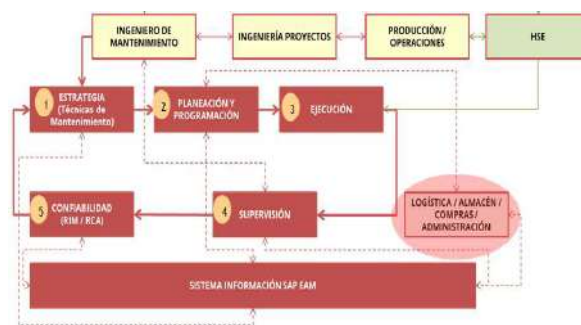 INGENIERO DE
MANTENIMIENTO
INGENIERÍA PROYECTOS
PRODUCCIÓN /
OPERACIONES
HSE
1
ESTRATEGIA
(Técnicas de
Mantenimiento)
2
PLANEACIÓN Y
PROGRAMACIÓN
3
EJECUCIÓN
5
CONFIABILIDAD
(RIM / RCA)
4
SUPERVISIÓN
LOGÍSTICA / ALMACÉN /
COMPRAS /
ADMINISTRACIÓN
SISTEMA INFORMACIÓN SAP EAM